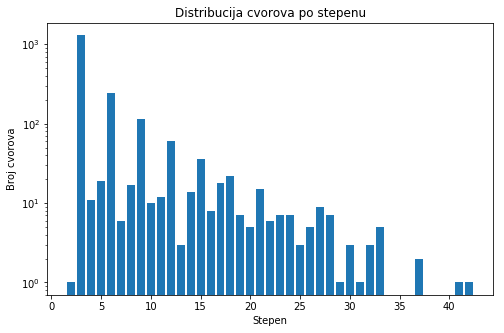 Distribucija cvorova po stepenu
Broj cvorova
10³
10²
10¹
10⁰
0 5 10 15 20 25 30 35 40
Stepen